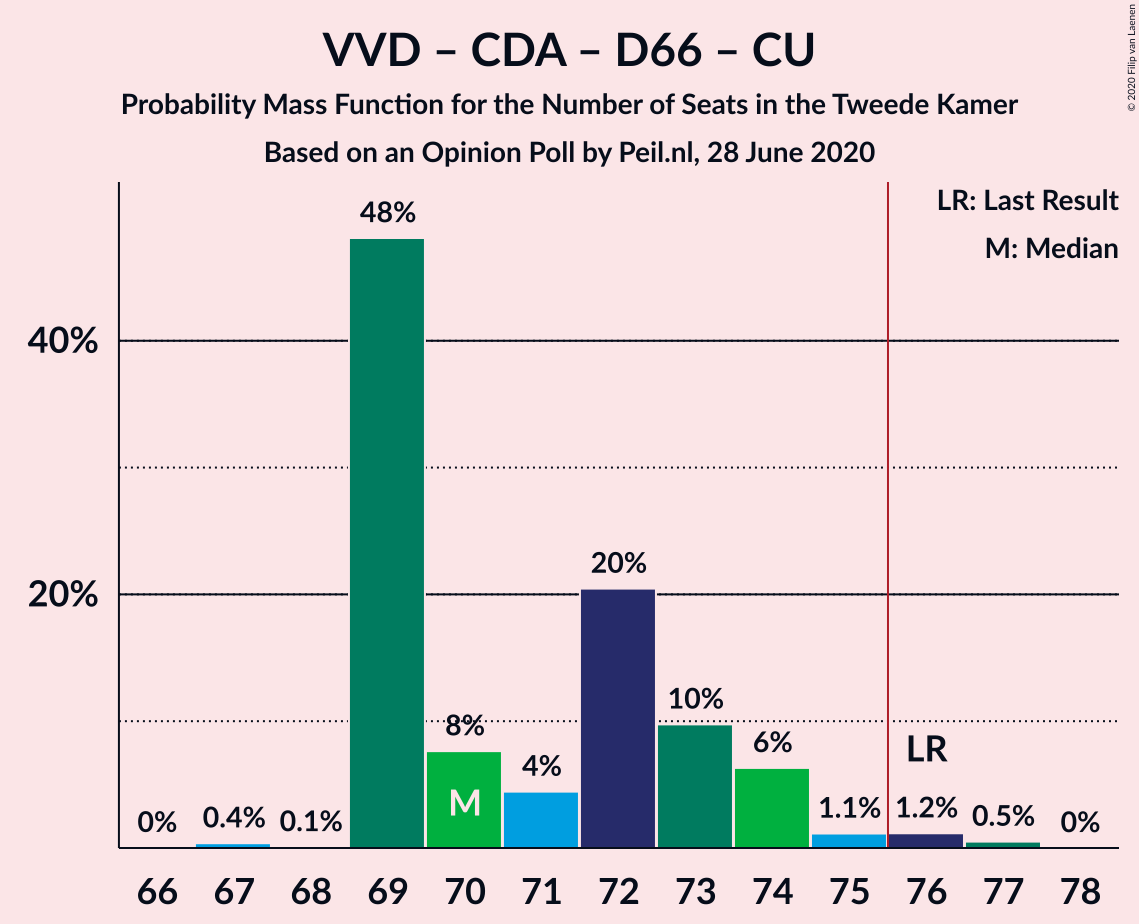 VVD – CDA – D66 – CU
Probability Mass Function for the Number of Seats in the Tweede Kamer
Based on an Opinion Poll by Peil.nl, 28 June 2020
© 2020 Filip van Laenen
LR: Last Result
M: Median
48%
40%
20%
20%
10%
8%
6%
4%
LR
M
0%
0.4%
0.1%
1.1%
1.2%
0.5%
0%
66 67 68 69 70 71 72 73 74 75 76 77 78